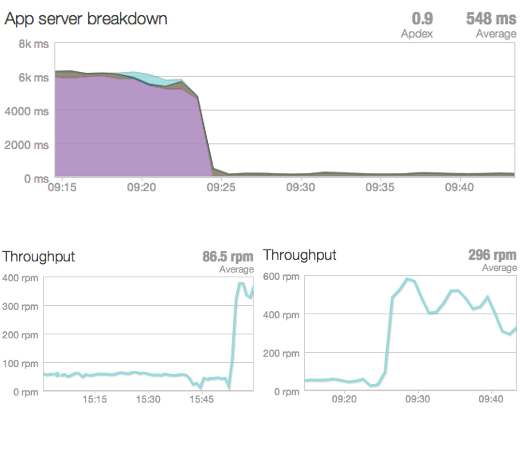 App server breakdown
0.9
Apdex
548 ms
Average
8k ms
6k ms
4000 ms
2000 ms
0 ms
09:15 09:20 09:25 09:30 09:35 09:40
Throughput
86.5 rpm
Average
400 rpm
300 rpm
200 rpm
100 rpm
0 rpm
15:15 15:30 15:45
Throughput
296 rpm
Average
600 rpm
400 rpm
200 rpm
0 rpm
09:20 09:30 09:40